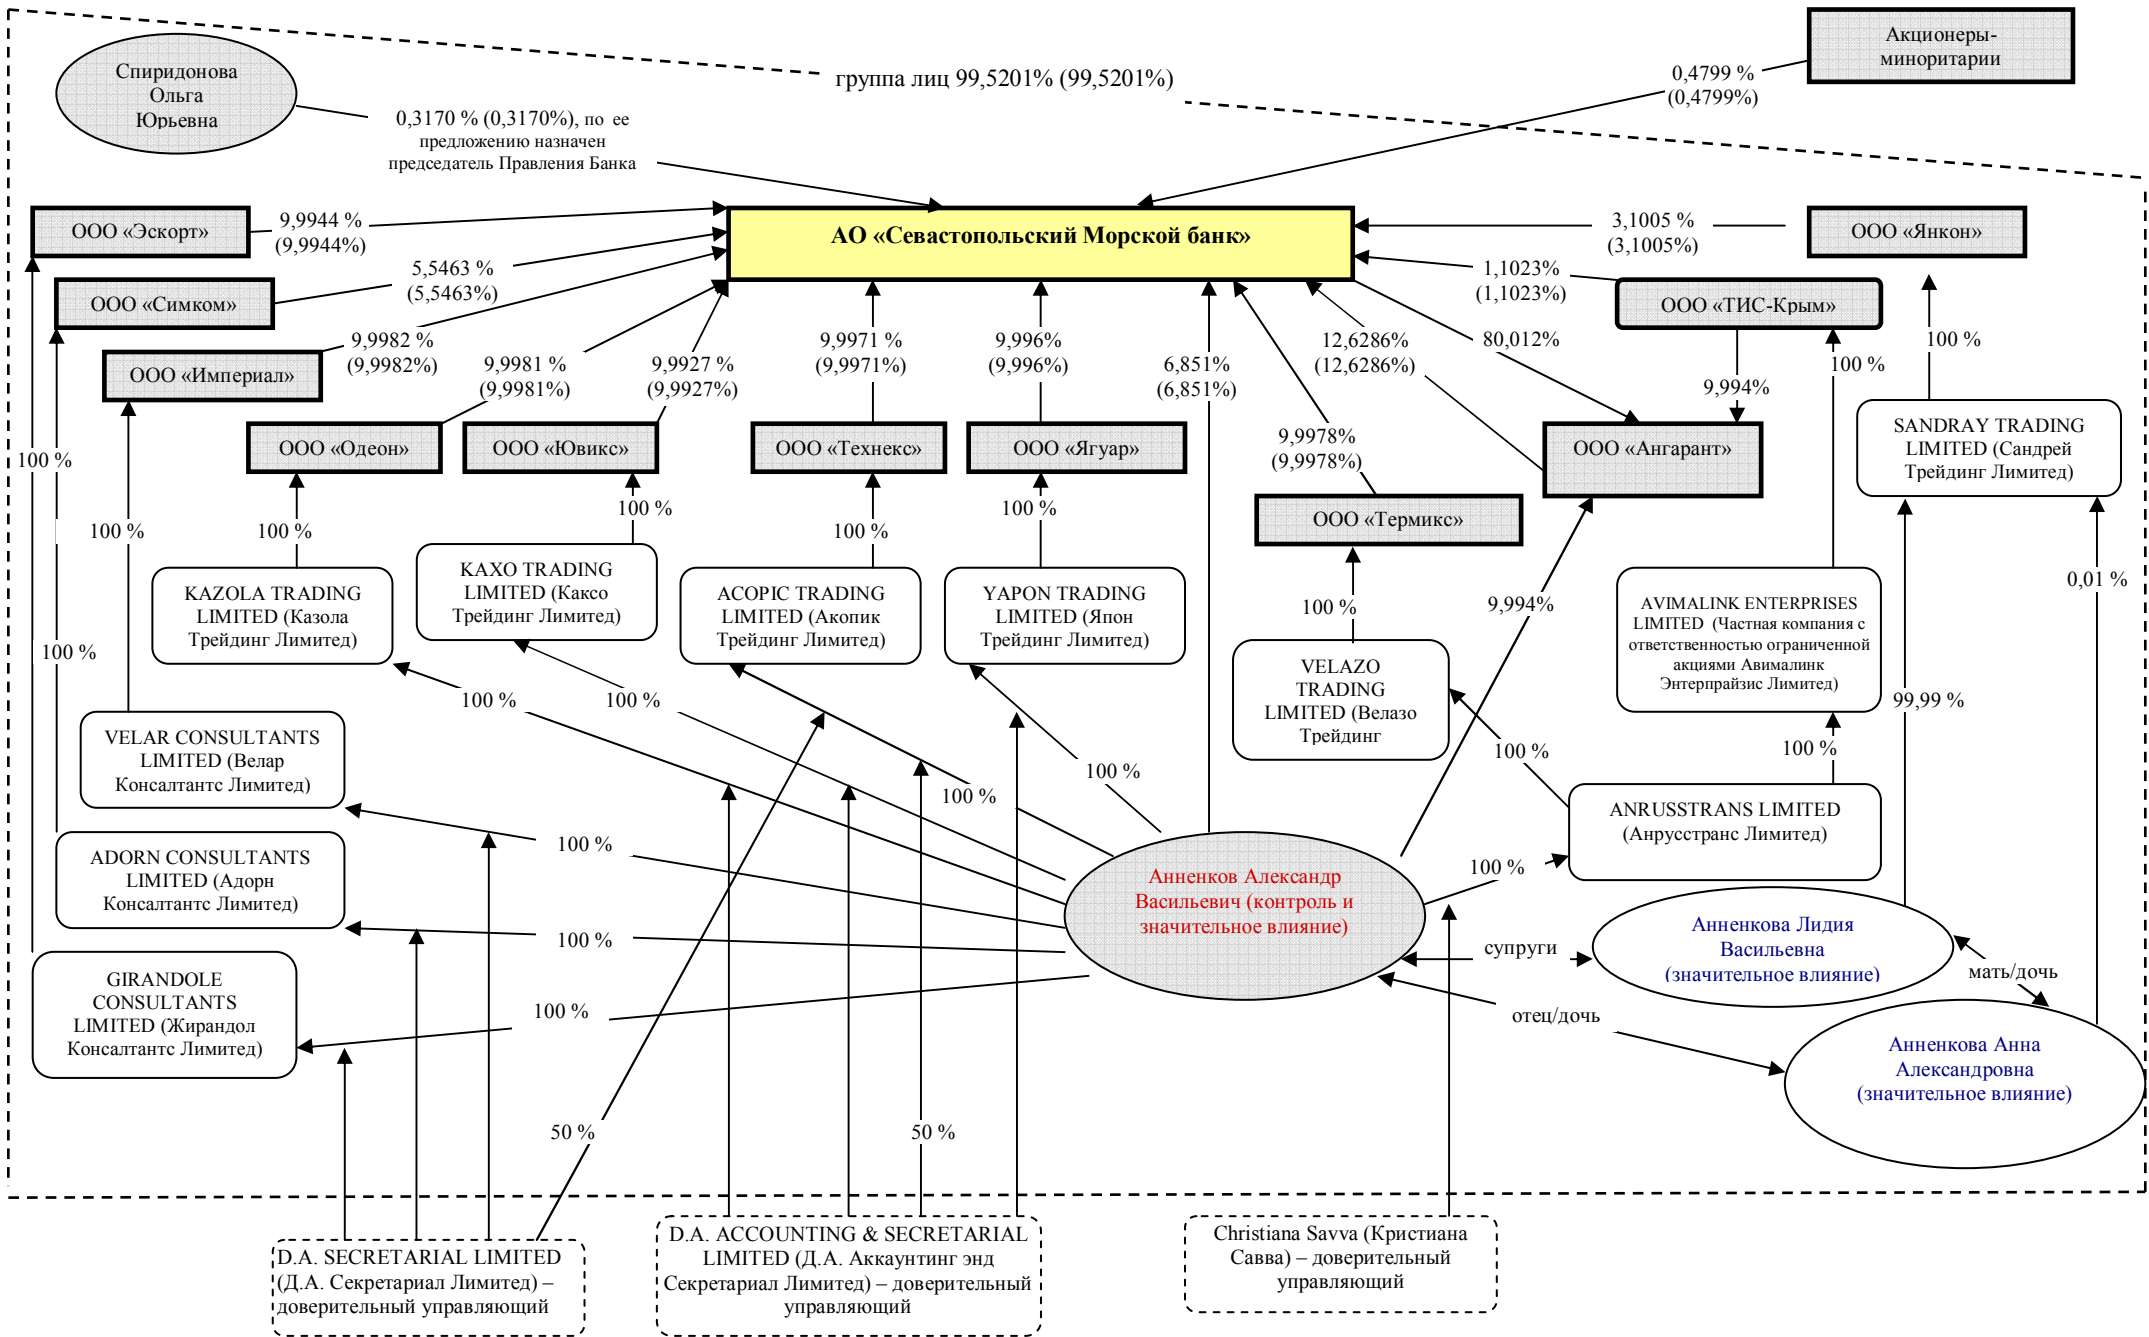 Спиридонова
Ольга
Юрьевна
группа лиц 99,5201% (99,5201%)
Акционеры-
миноритарии
0,4799 %
(0,4799%)
0,3170 % (0,3170%), по ее
предложению назначен
председатель Правления Банка
ООО «Эскорт»
9,9944 %
(9,9944%)
АО «Севастопольский Морской банк»
3,1005 %
(3,1005%)
ООО «Янкон»
ООО «Симком»
5,5463 %
(5,5463%)
1,1023%
(1,1023%)
ООО «ТИС-Крым»
ООО «Империал»
9,9982 %
(9,9982%)
9,9981 %
(9,9981%)
9,9927 %
(9,9927%)
9,9971 %
(9,9971%)
9,996%
(9,996%)
6,851%
(6,851%)
12,6286%
(12,6286%)
80,012%
9,994%
100 %
100 %
ООО «Одеон»
ООО «Ювикс»
ООО «Технекс»
ООО «Ягуар»
9,9978%
(9,9978%)
ООО «Ангарант»
SANDRAY TRADING
LIMITED (Сандрей
Трейдинг Лимитед)
100 %
100 %
100 %
100 %
100 %
100 %
ООО «Термикс»
KAZOLA TRADING
LIMITED (Казола
Трейдинг Лимитед)
KAXO TRADING
LIMITED (Каксо
Трейдинг Лимитед)
ACOPIC TRADING
LIMITED (Акопик
Трейдинг Лимитед)
YAPON TRADING
LIMITED (Япон
Трейдинг Лимитед)
100 %
9,994%
AVIMALINK ENTERPRISES
LIMITED (Частная компания с
ответственностью ограниченной
акциями Авималинк
Энтерпрайзис Лимитед)
0,01 %
100 %
VELAZO
TRADING
LIMITED (Велазо
Трейдинг
99,99 %
100 %
100 %
VELAR CONSULTANTS
LIMITED (Велар
Консалтантс Лимитед)
100 %
100 %
100 %
100 %
ANRUSSTRANS LIMITED
(Анрусстранс Лимитед)
100 %
ADORN CONSULTANTS
LIMITED (Адорн
Консалтантс Лимитед)
Анненков Александр
Васильевич (контроль и
значительное влияние)
100 %
100 %
Анненкова Лидия
Васильевна
(значительное влияние)
супруги
мать/дочь
GIRANDOLE
CONSULTANTS
LIMITED (Жирандол
Консалтантс Лимитед)
100 %
отец/дочь
Анненкова Анна
Александровна
(значительное влияние)
50 %
50 %
D.A. SECRETARIAL LIMITED
(Д.А. Секретариал Лимитед) –
доверительный управляющий
D.A. ACCOUNTING & SECRETARIAL
LIMITED (Д.А. Аккаунтинг энд
Секретариал Лимитед) – доверительный
управляющий
Christiana Savva (Кристиана
Савва) – доверительный
управляющий